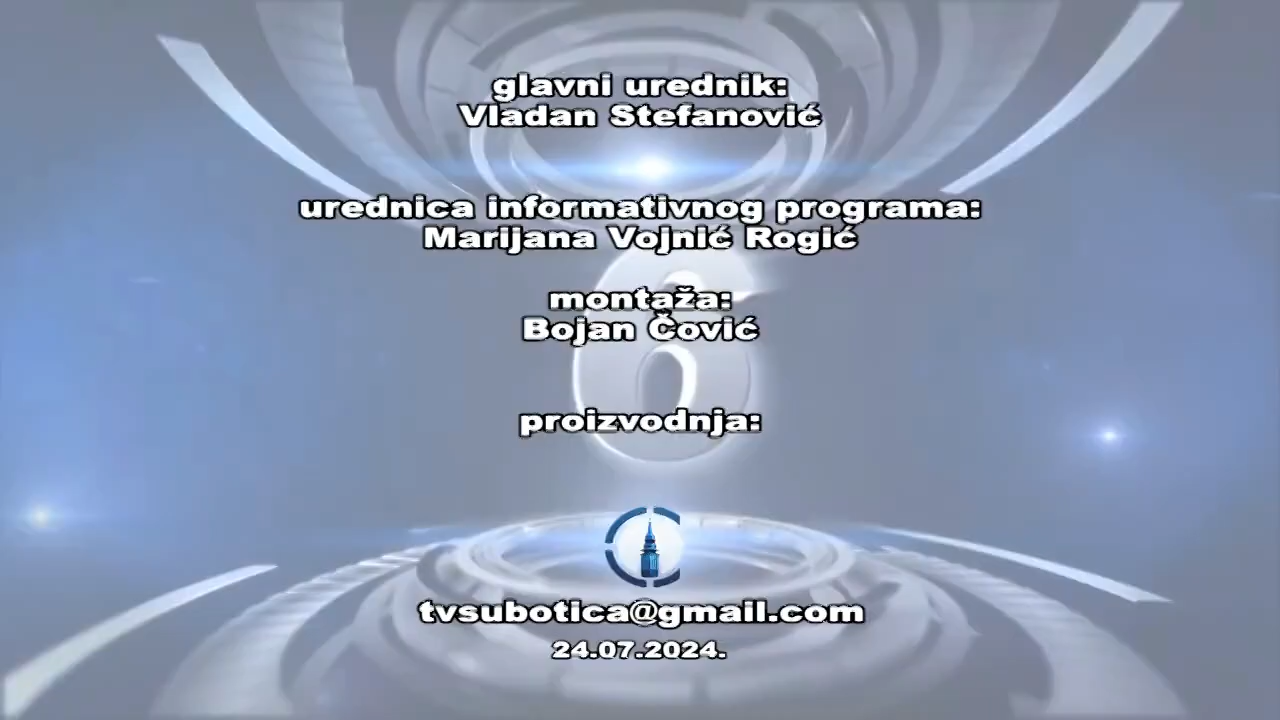 glavni urednik:
Vladan Stefanović
urednica informativnog programa:
Marijana Vojnić Rogić
montaža:
Bojan Čović
6
proizvodnja:
tvsubotica@gmail.com
24.07.2024.